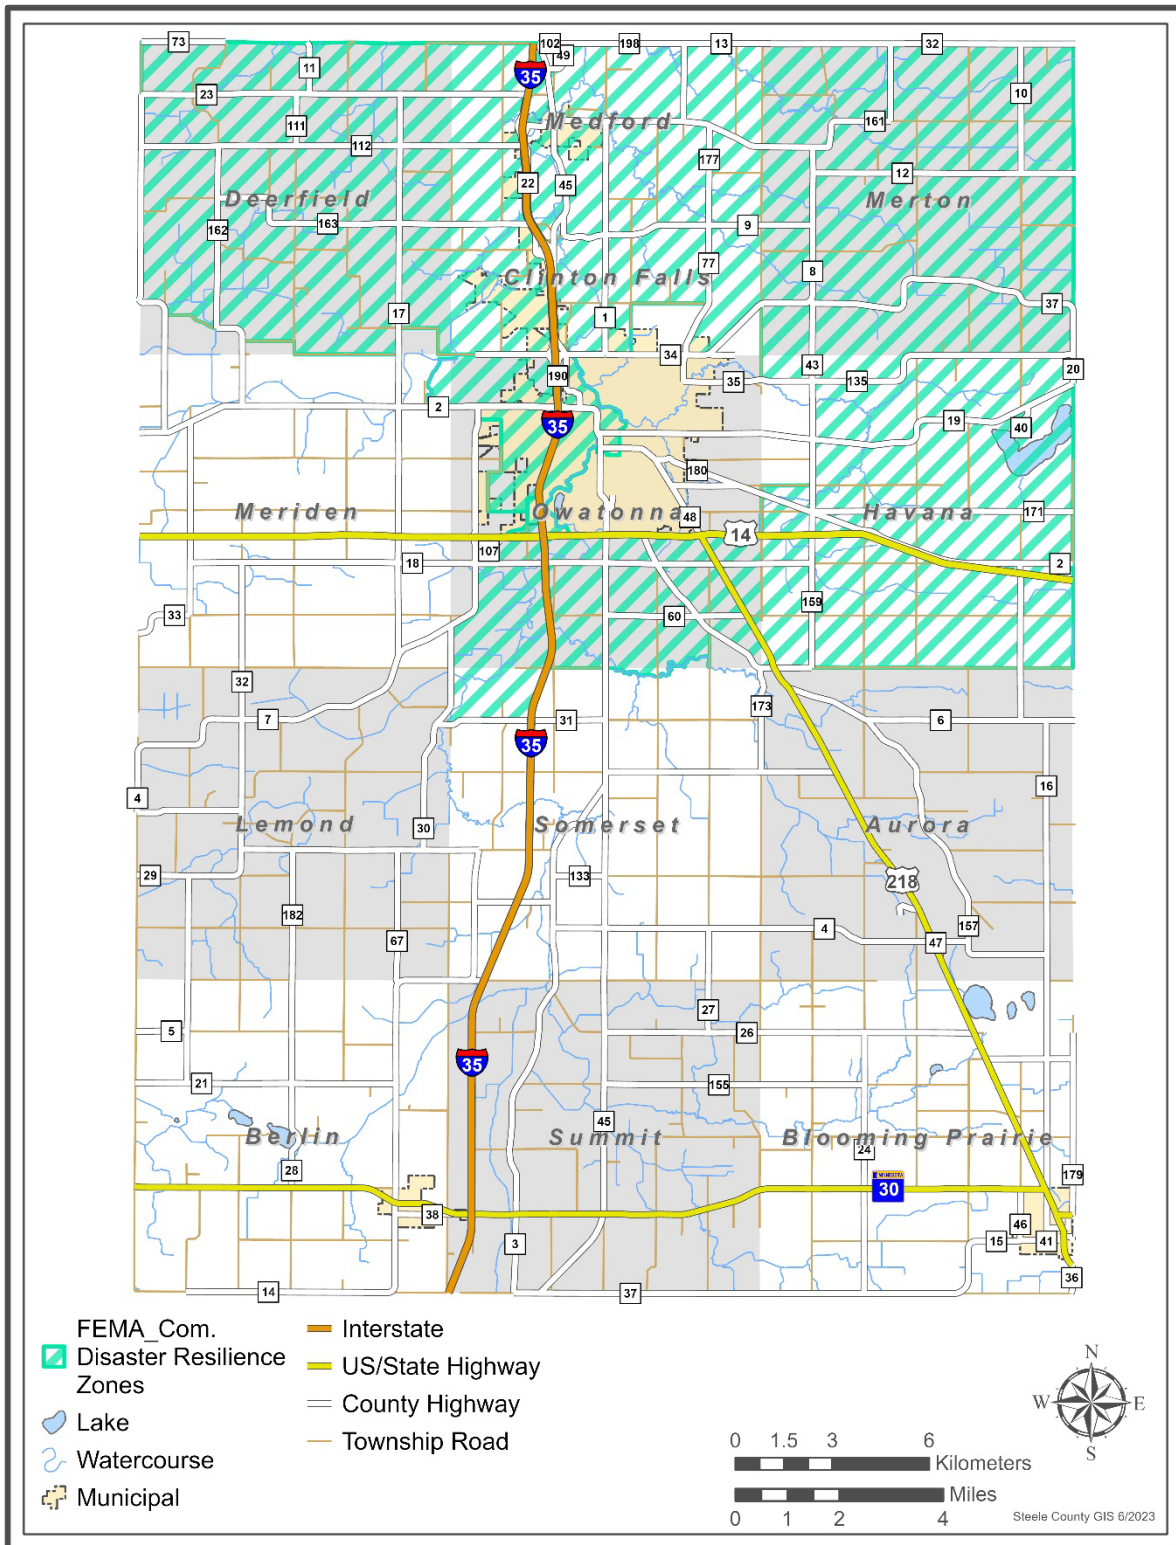 73
102
198
13
32
11
49
35
23
10
111
Medford
161
112
177
12
22
45
Deerfield
Merton
162
163
9
77
8
Clinton Falls
37
17
1
34
43
20
190
35
135
2
35
19
40
180
Meriden
Owatonna
48
Havana
171
14
107
18
2
33
60
159
32
7
31
173
6
35
4
16
Lemond
30
Somerset
Aurora
29
133
218
182
67
4
157
47
27
5
26
35
21
155
45
Berlin
Summit
Blooming Prairie
24
28
MINNESOTA
30
179
38
3
46
15
41
14
37
36
FEMA_Com.
Disaster Resilience
Zones
Lake
Watercourse
Municipal
Interstate
US/State Highway
County Highway
Township Road
N
W
E
S
0 1.5 3 6
Kilometers
Miles
0 1 2 4
Steele County GIS 6/2023